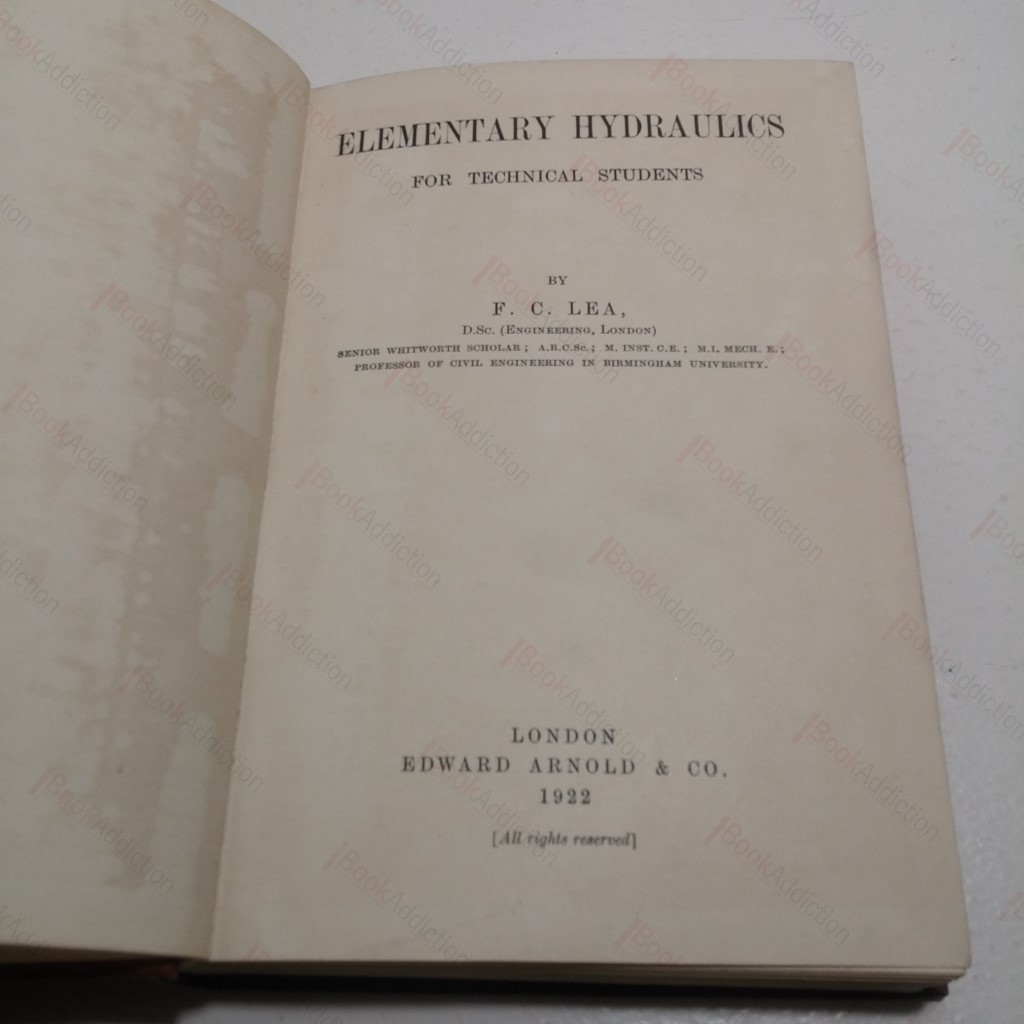 ELEMENTARY HYDRAULICS
FOR TECHNICAL STUDENTS
BY
F. C. LEA,
D.Sc. (Engineering, London)
SENIOR WHITWORTH SCHOLAR; A.R.C.Sc.; M. INST. C.E.; M.I. MECH. E.;
PROFESSOR OF CIVIL ENGINEERING IN BIRMINGHAM UNIVERSITY.
LONDON
EDWARD ARNOLD & CO.
1922
[All rights reserved]
BookAddiction